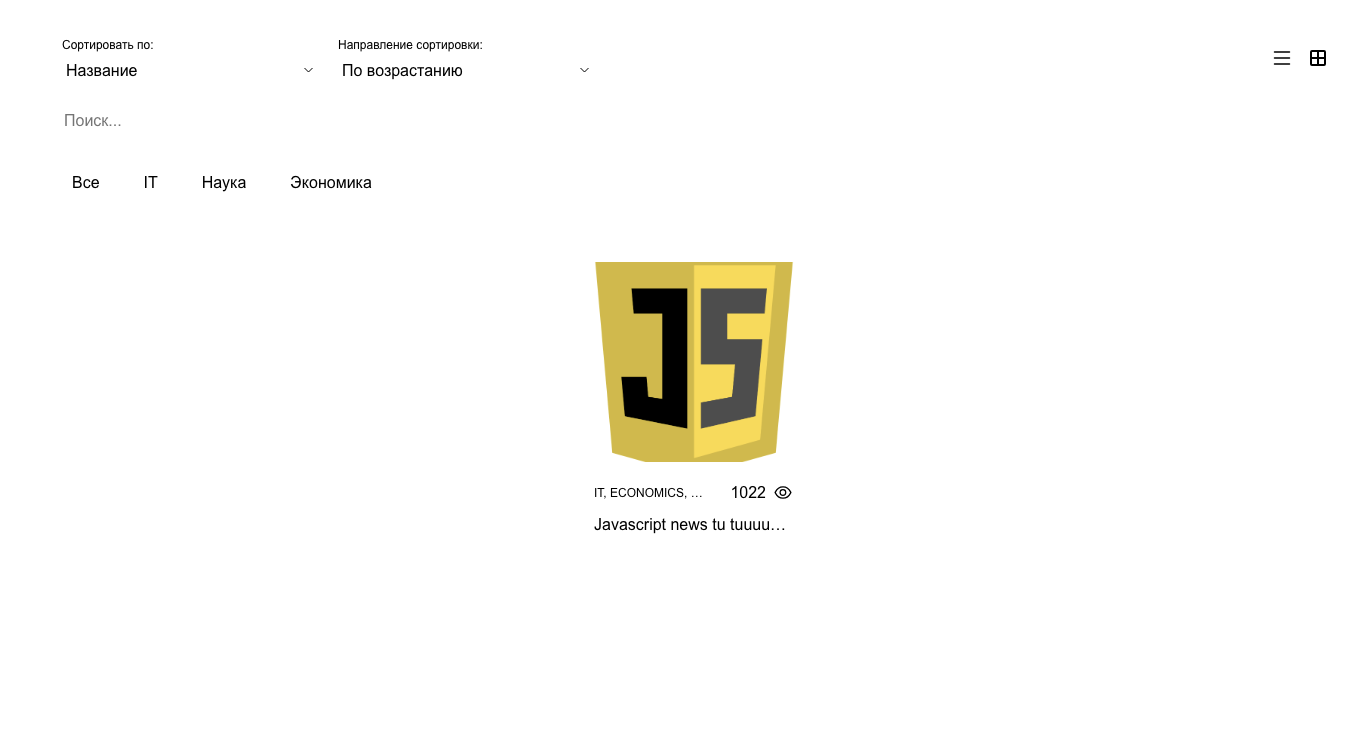 Сортировать по:
Направление сортировки:
Название
По возрастанию
Поиск...
Все
IT
Наука
Экономика
JS
IT, ECONOMICS, ...
1022
Javascript news tu tuuuu...